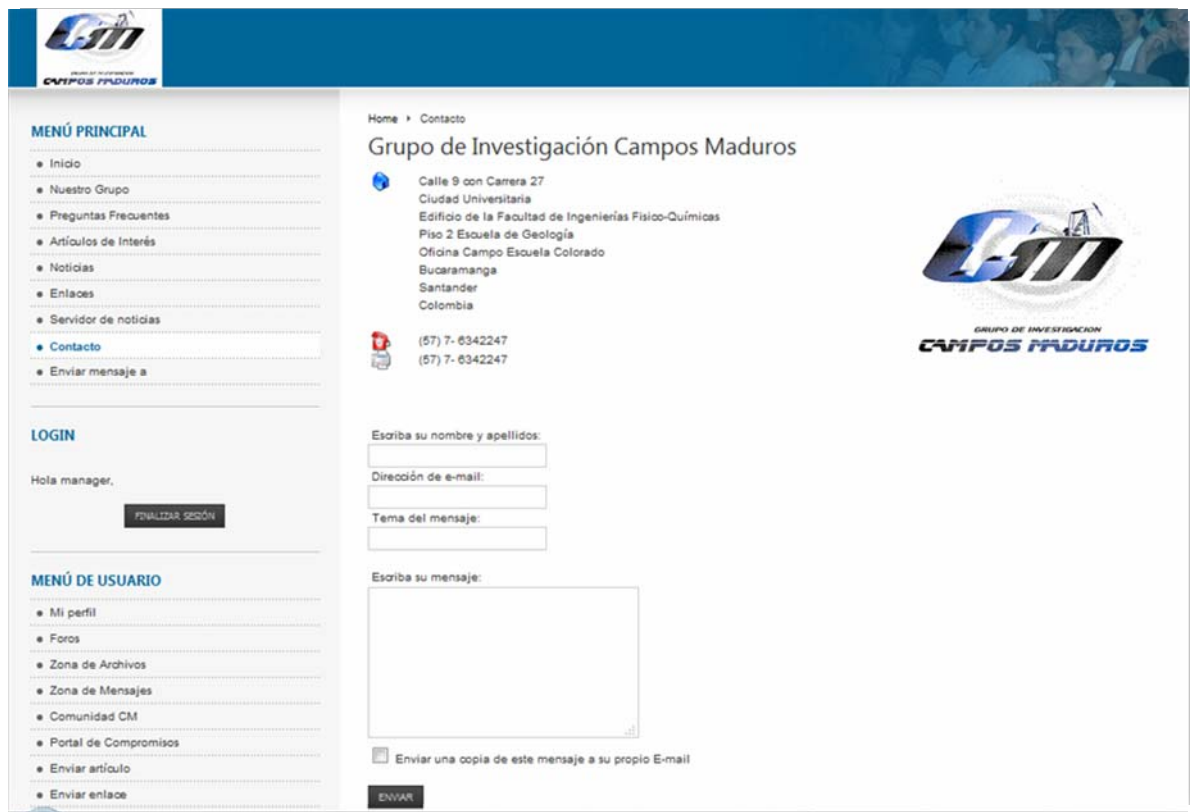 GRUPO DE INVESTIGACION
CAMPOS MADUROS
MENÚ PRINCIPAL
Inicio
Nuestro Grupo
Preguntas Frecuentes
Artículos de Interés
Noticias
Enlaces
Servidor de noticias
Contacto
Enviar mensaje a
LOGIN
Hola manager,
FINALIZAR SESIÓN
MENÚ DE USUARIO
Mi perfil
Foros
Zona de Archivos
Zona de Mensajes
Comunidad CM
Portal de Compromisos
Enviar artículo
Enviar enlace
Home Contacto
Grupo de Investigación Campos Maduros
Calle 9 con Carrera 27
Ciudad Universitaria
Edificio de la Facultad de Ingenierías Fisico-Químicas
Piso 2 Escuela de Geología
Oficina Campo Escuela Colorado
Bucaramanga
Santander
Colombia
(57) 7- 6342247
(57) 7- 6342247
GRUPO DE INVESTIGACION
CAMPOS MADUROS
Escriba su nombre y apellidos:
Dirección de e-mail:
Tema del mensaje:
Escriba su mensaje:
Enviar una copia de este mensaje a su propio E-mail
ENVIAR